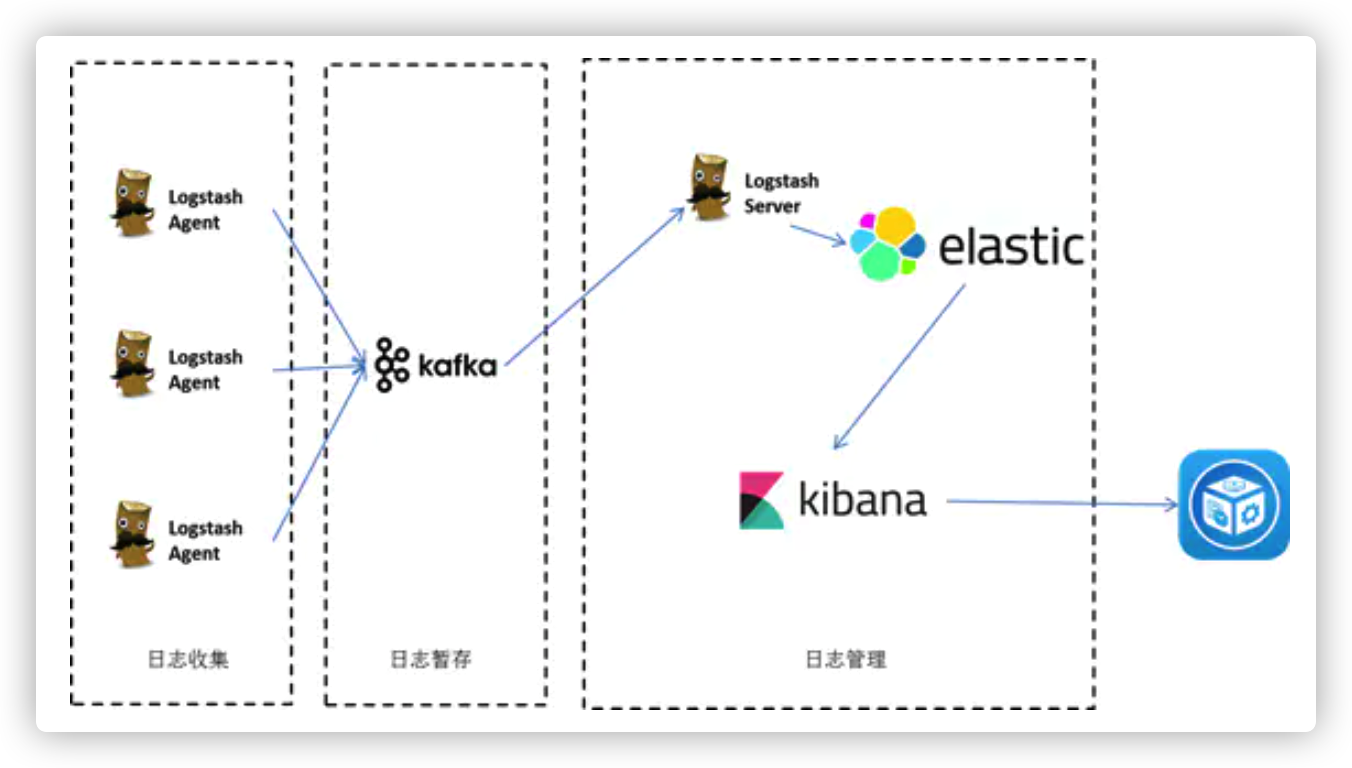 Logstash
Agent
Logstash
Agent
Logstash
Agent
日志收集
kafka
日志暂存
Logstash
Server
elastic
kibana
日志管理